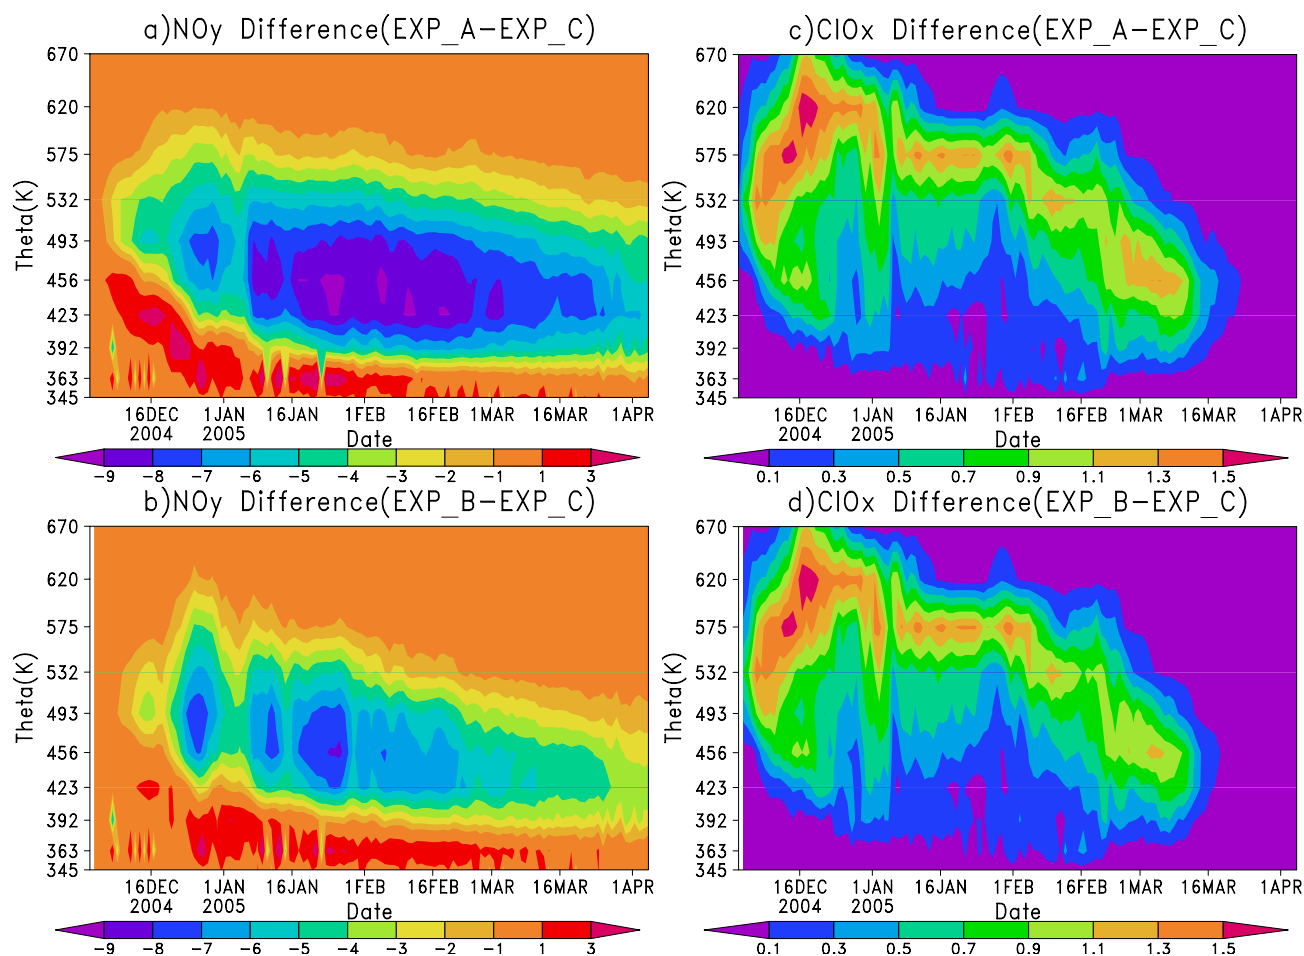 a)NOy Difference(EXP_A-EXP_C)
670
620
575
532
493
456
423
392
363
345
Theta(K)
16DEC 1JAN 16JAN 1FEB 16FEB 1MAR 16MAR 1APR
2004 2005
Date
-9 -8 -7 -6 -5 -4 -3 -2 -1 1 3
c)ClOx Difference(EXP_A-EXP_C)
670
620
575
532
493
456
423
392
363
345
Theta(K)
16DEC 1JAN 16JAN 1FEB 16FEB 1MAR 16MAR 1APR
2004 2005
Date
0.1 0.3 0.5 0.7 0.9 1.1 1.3 1.5
b)NOy Difference(EXP_B-EXP_C)
670
620
575
532
493
456
423
392
363
345
Theta(K)
16DEC 1JAN 16JAN 1FEB 16FEB 1MAR 16MAR 1APR
2004 2005
Date
-9 -8 -7 -6 -5 -4 -3 -2 -1 1 3
d)ClOx Difference(EXP_B-EXP_C)
670
620
575
532
493
456
423
392
363
345
Theta(K)
16DEC 1JAN 16JAN 1FEB 16FEB 1MAR 16MAR 1APR
2004 2005
Date
0.1 0.3 0.5 0.7 0.9 1.1 1.3 1.5